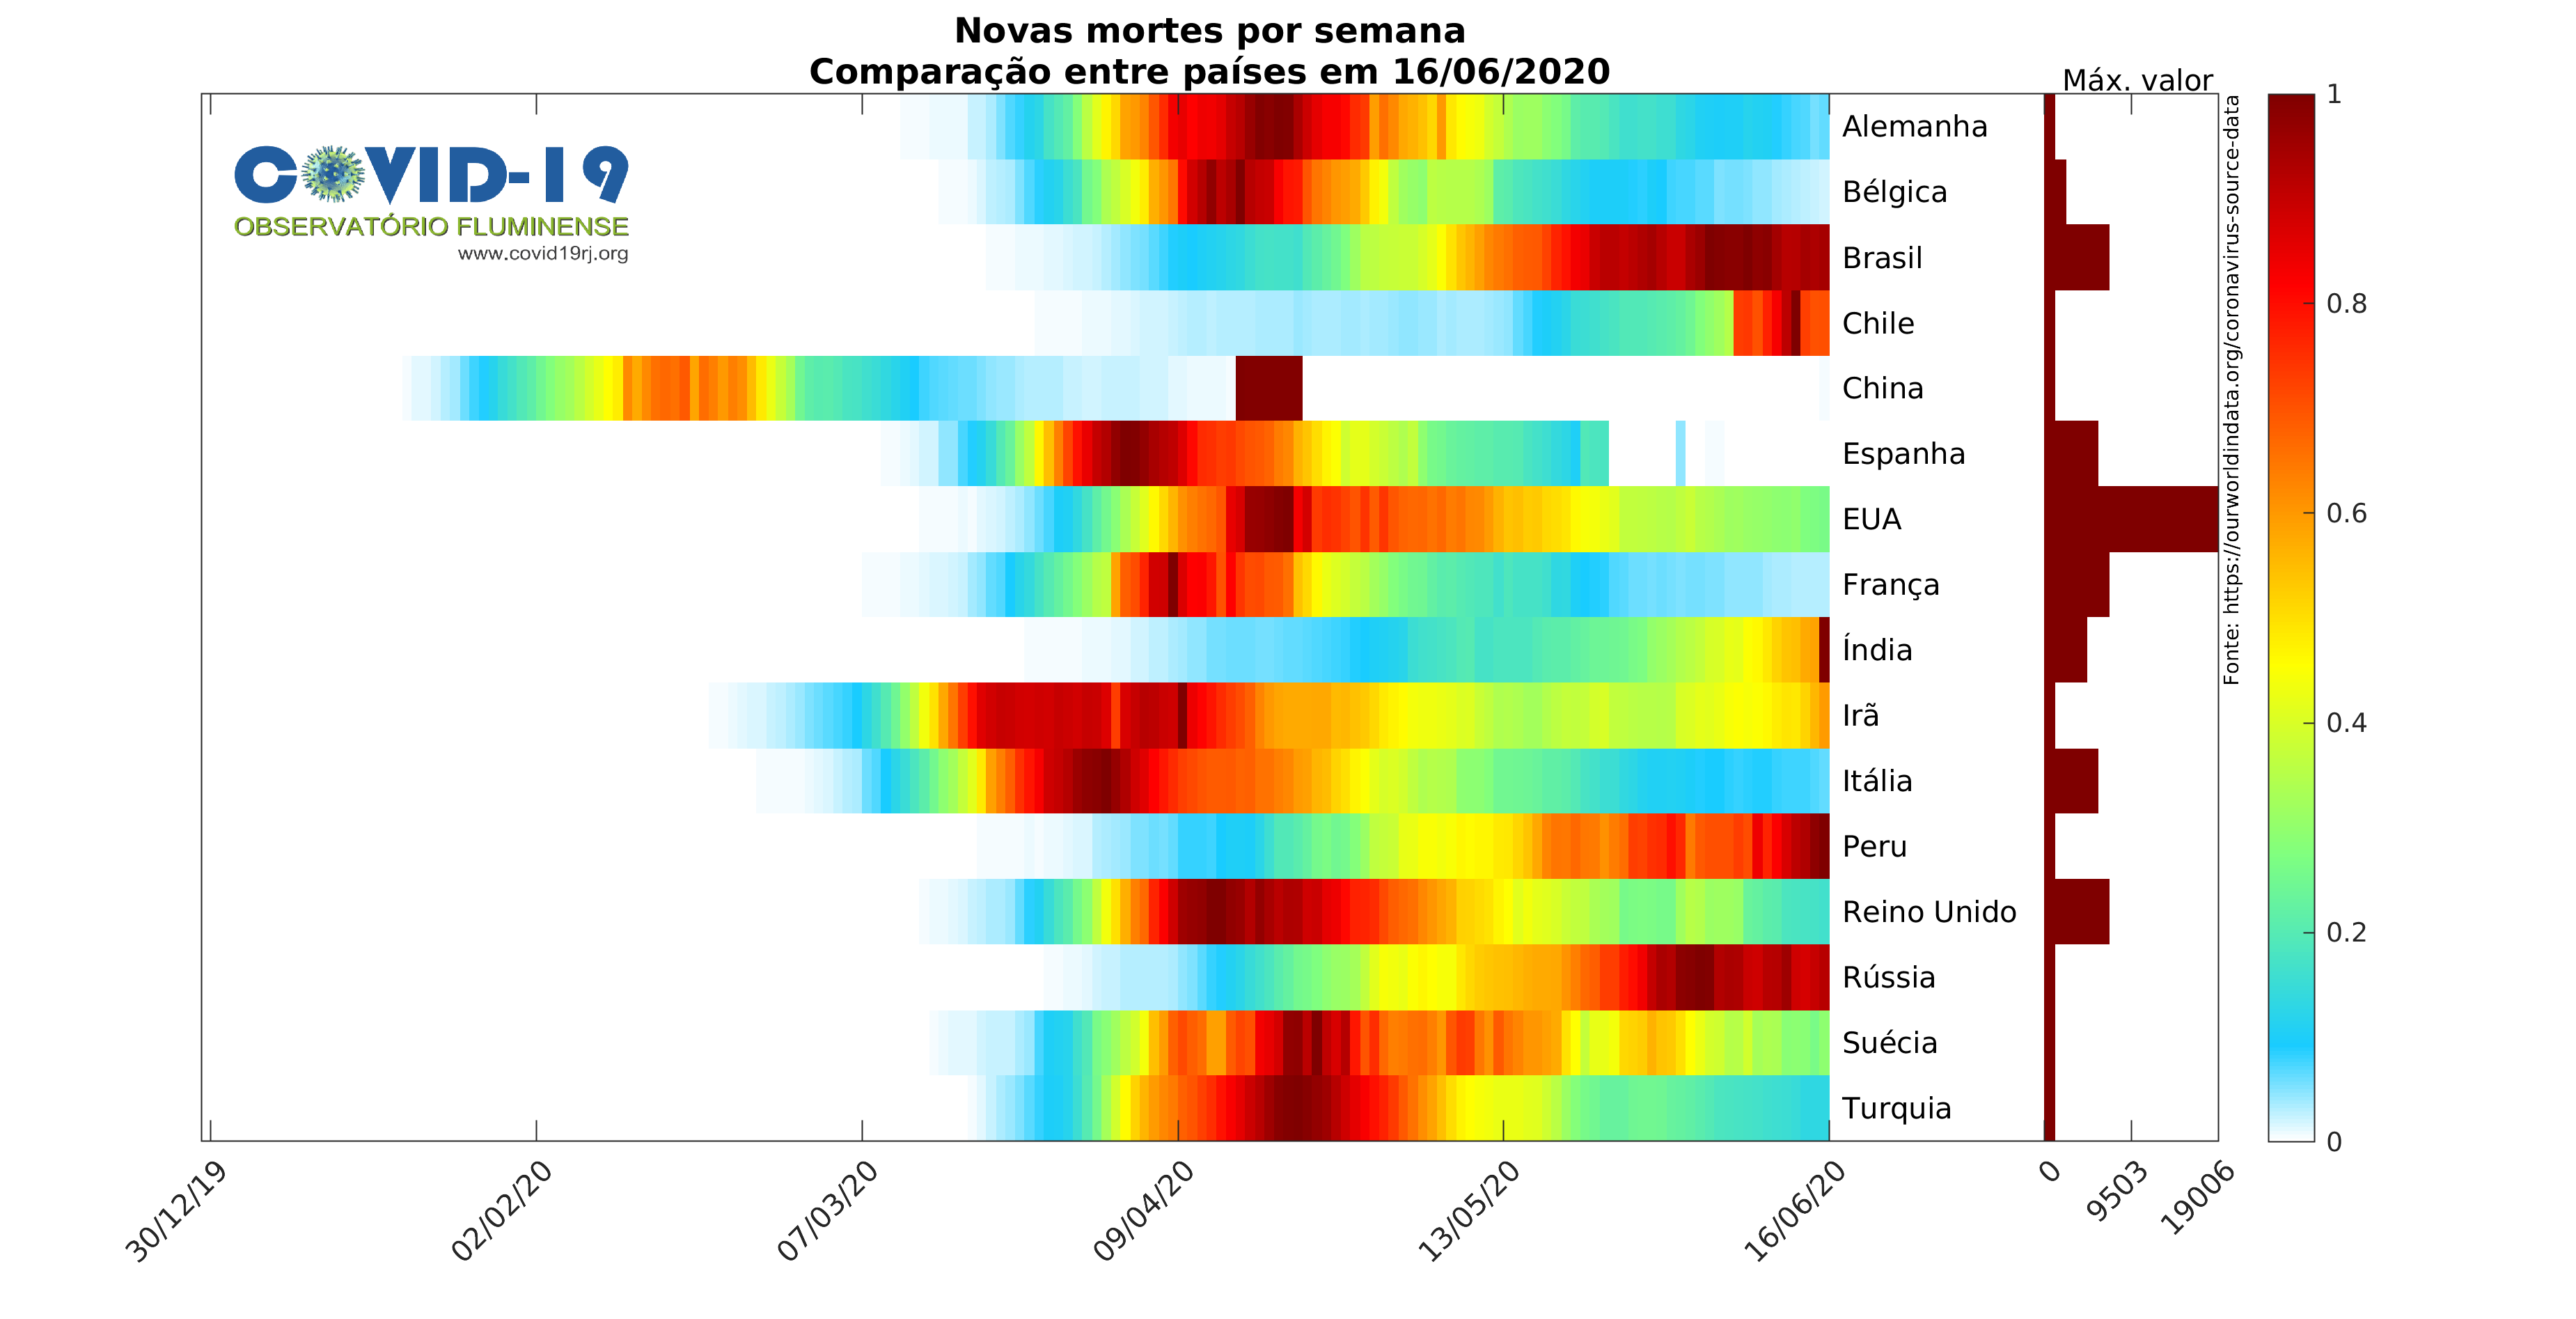 Novas mortes por semana
Comparação entre países em 16/06/2020
COVID-19
OBSERVATÓRIO FLUMINENSE
www.covid19rj.org
Máx. valor
Alemanha
Bélgica
Brasil
Chile
China
Espanha
EUA
França
Índia
Irã
Itália
Peru
Reino Unido
Rússia
Suécia
Turquia
Fonte: https://ourworldindata.org/coronavirus-source-data
1
0.8
0.6
0.4
0.2
0
30/12/19
02/02/20
07/03/20
09/04/20
13/05/20
16/06/20
0
9503
19006